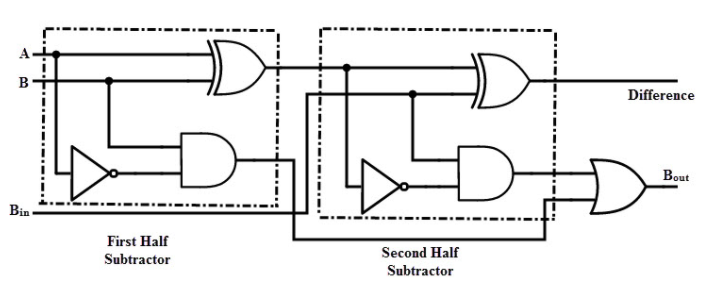 A
B
Difference
Bout
Bin
First Half
Subtractor
Second Half
Subtractor